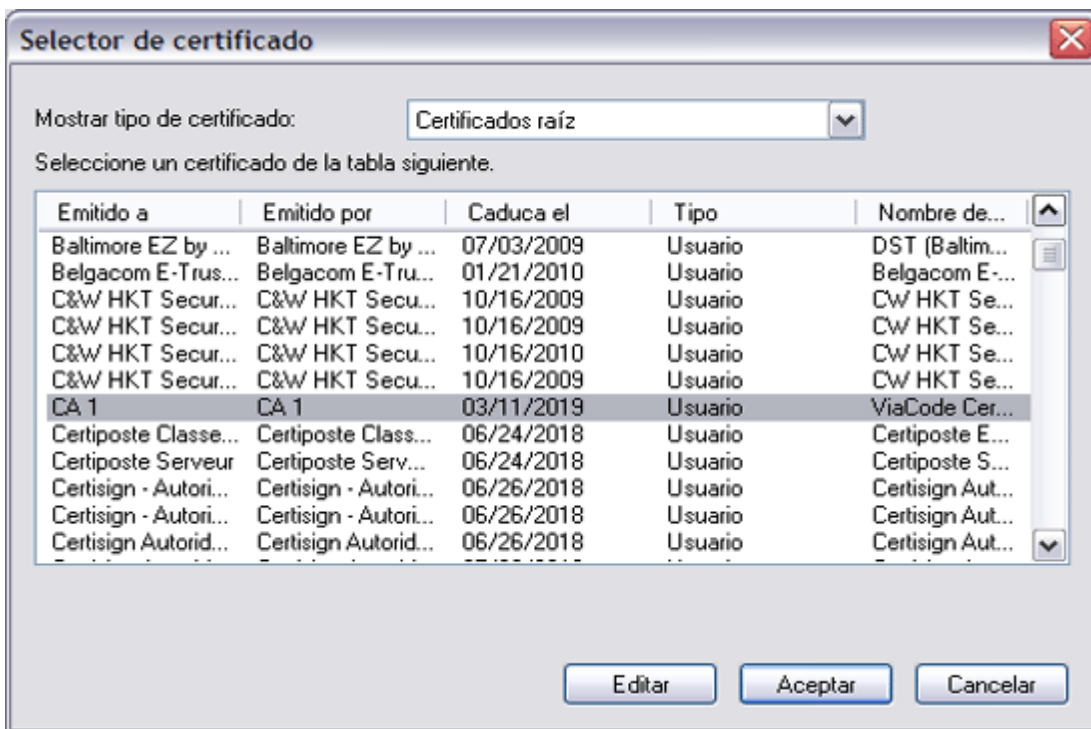 Selector de certificado
Mostrar tipo de certificado: Certificados raíz
Seleccione un certificado de la tabla siguiente.
Emitido a Emitido por Caduca el Tipo Nombre de...
Baltimore EZ by ... Baltimore EZ by ... 07/03/2009 Usuario DST (Baltim...
Belgacom E-Trus... Belgacom E-Tru... 01/21/2010 Usuario Belgacom E-...
C&W HKT Secur... C&W HKT Secu... 10/16/2009 Usuario CW HKT Se...
C&W HKT Secur... C&W HKT Secu... 10/16/2009 Usuario CW HKT Se...
C&W HKT Secur... C&W HKT Secu... 10/16/2010 Usuario CW HKT Se...
C&W HKT Secur... C&W HKT Secu... 10/16/2009 Usuario CW HKT Se...
CA 1 CA 1 03/11/2019 Usuario ViaCode Cer...
Certiposte Classe... Certiposte Class... 06/24/2018 Usuario Certiposte E...
Certiposte Serveur Certiposte Serv... 06/24/2018 Usuario Certiposte S...
Certisign - Autori... Certisign - Autori... 06/26/2018 Usuario Certisign Aut...
Certisign - Autori... Certisign - Autori... 06/26/2018 Usuario Certisign Aut...
Certisign Autorid... Certisign Autorid... 06/26/2018 Usuario Certisign Aut...
Editar Aceptar Cancelar